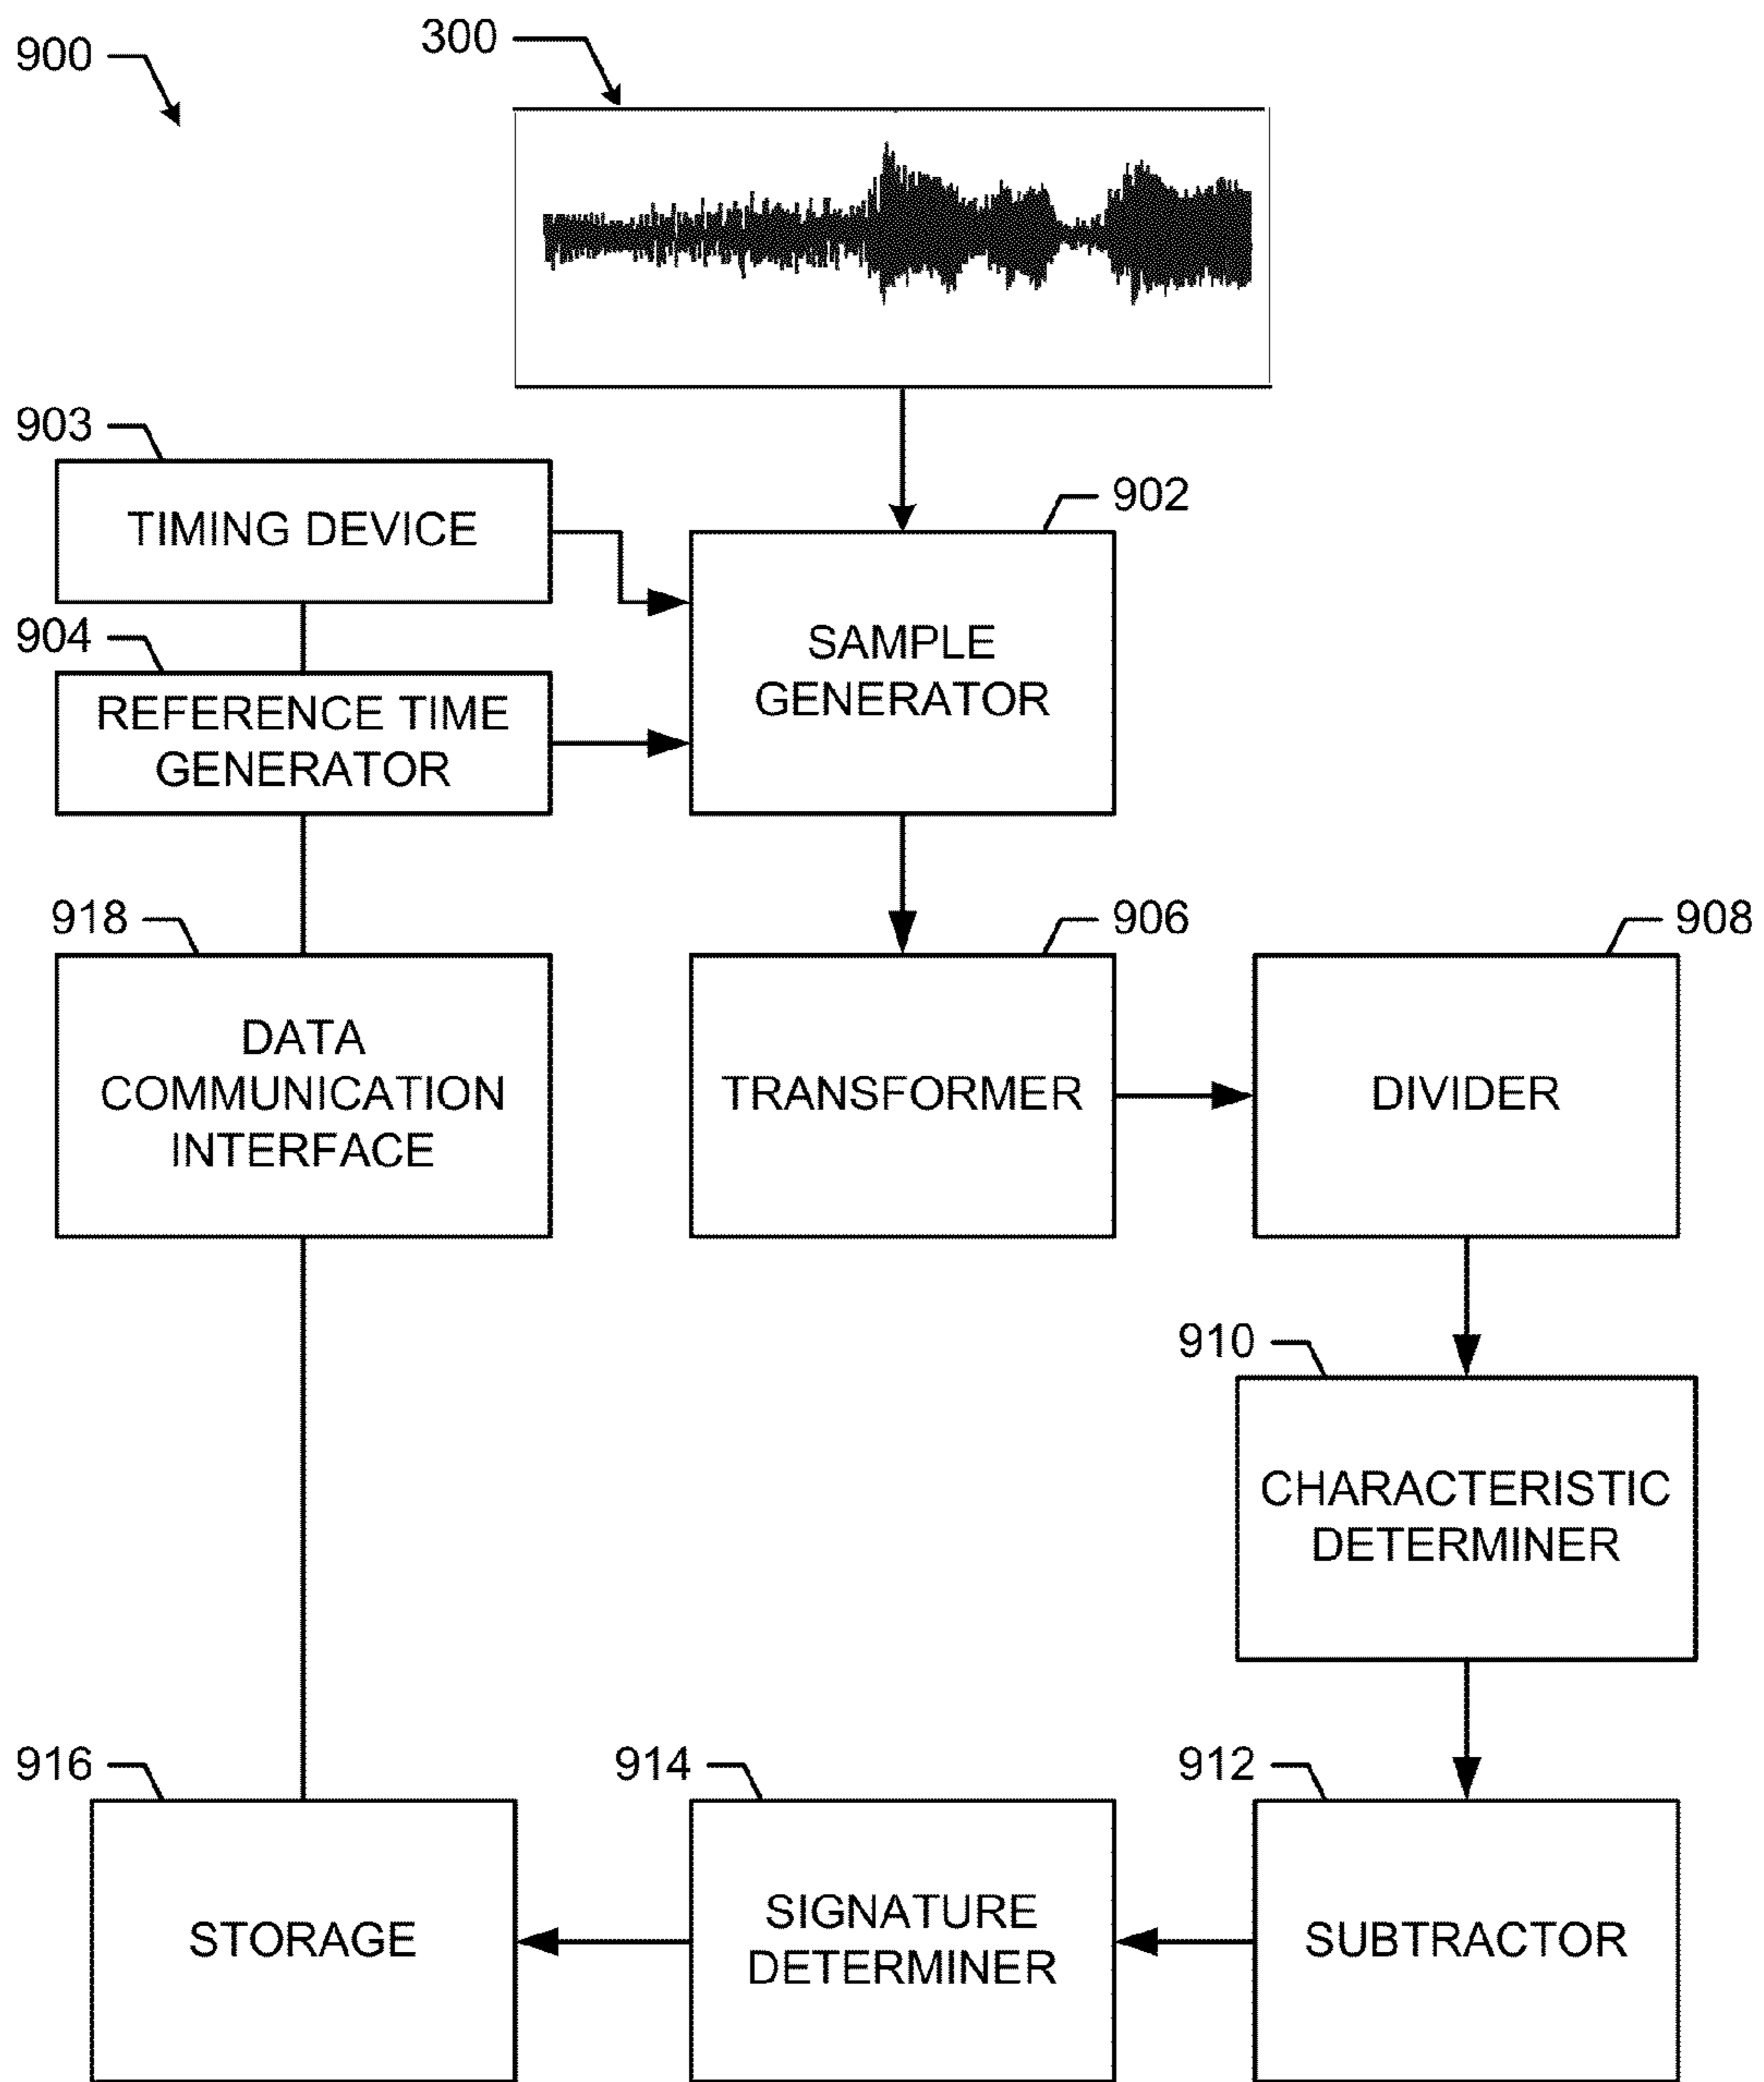 900
300
903
TIMING DEVICE
902
SAMPLE
GENERATOR
904
REFERENCE TIME
GENERATOR
918
DATA
COMMUNICATION
INTERFACE
906
TRANSFORMER
908
DIVIDER
910
CHARACTERISTIC
DETERMINER
916
STORAGE
914
SIGNATURE
DETERMINER
912
SUBTRACTOR